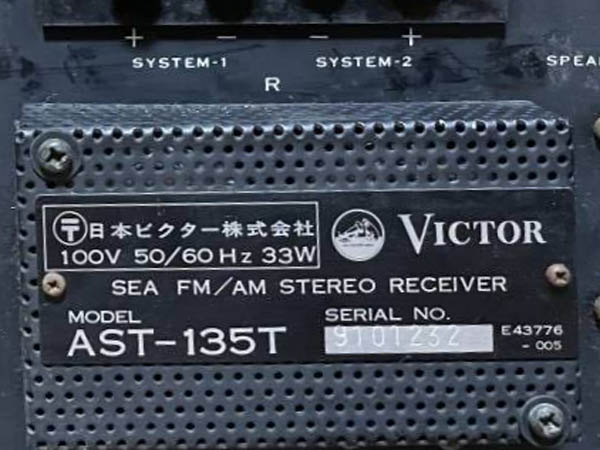 + - - +
SYSTEM-1 SYSTEM-2
R
SPEA
〒日本ビクター株式会社
100V 50/60Hz 33W
VICTOR
SEA FM/AM STEREO RECEIVER
MODEL
AST-135T
SERIAL NO.
9101232
E43776
-005